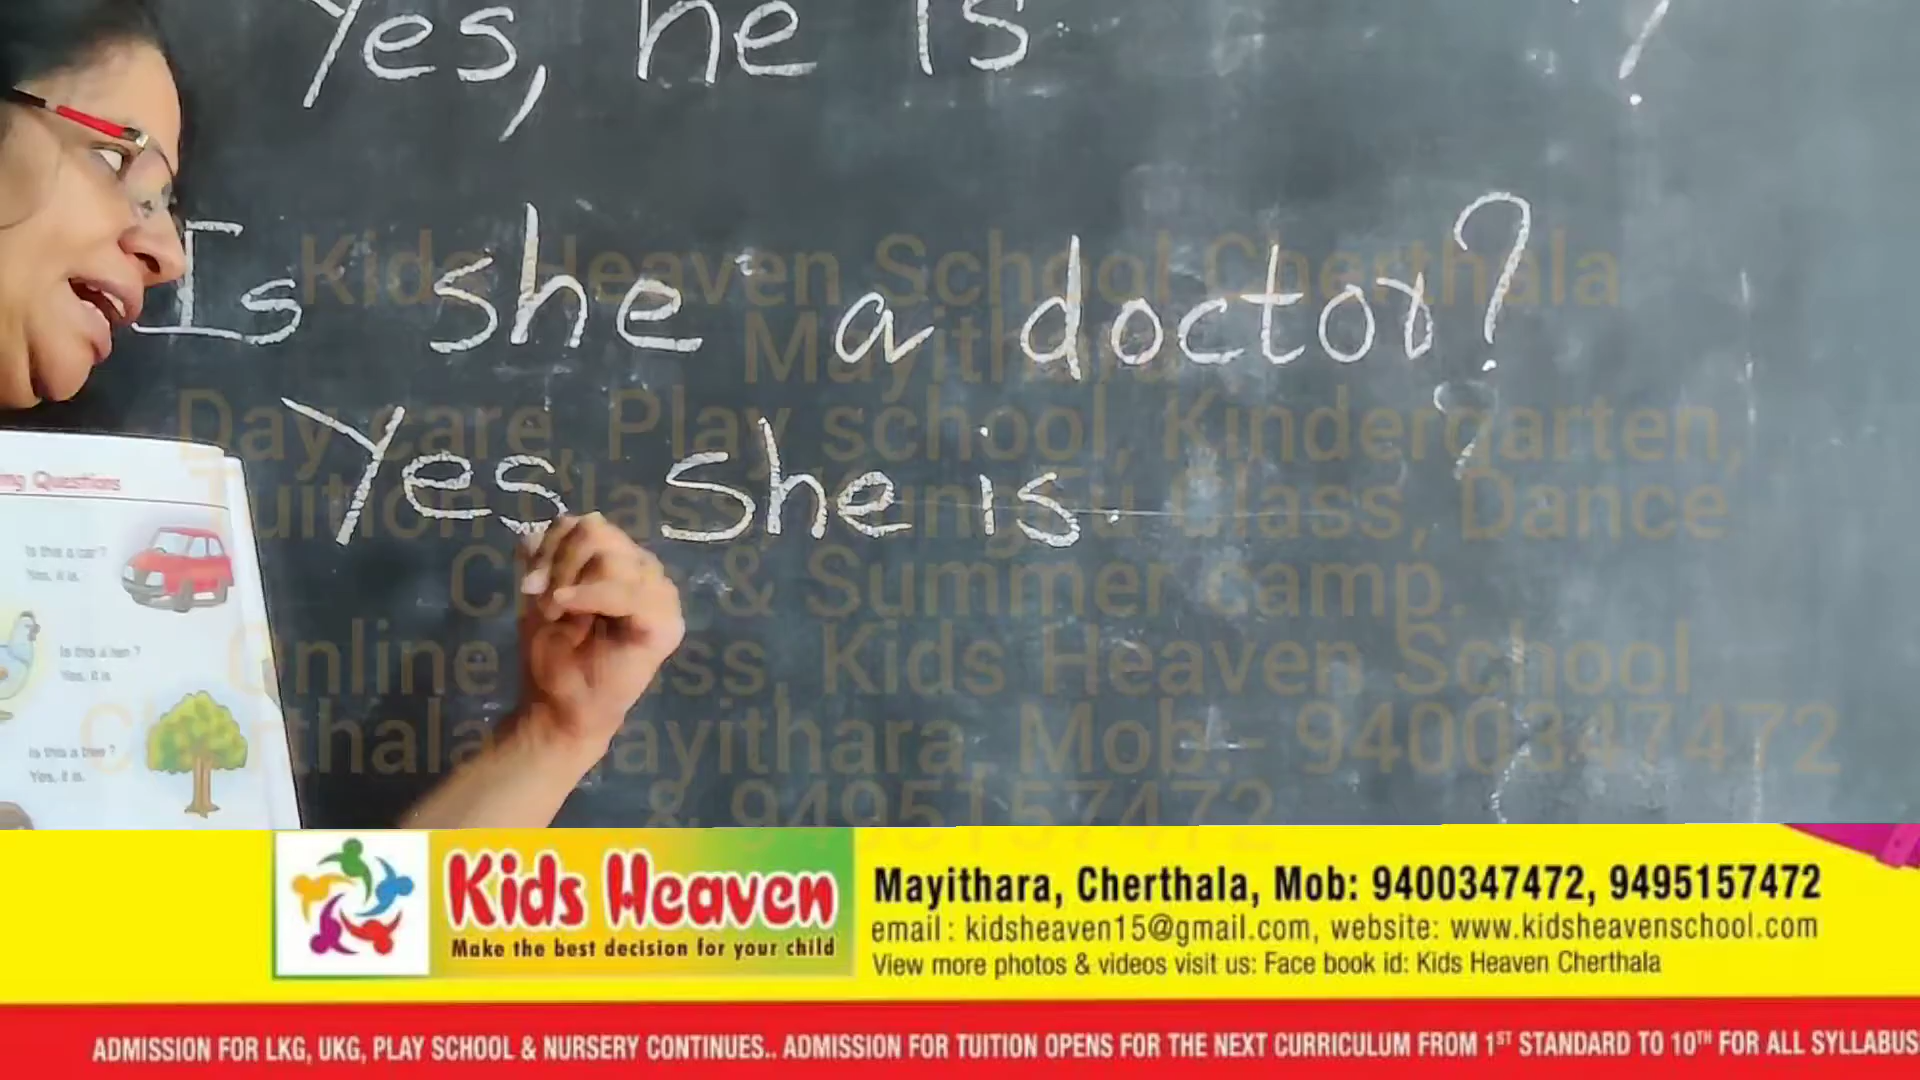 Yes, he is
?
Is she a doctor?
Yes she is.
ing Questions
Is this a car?
Yes, it is.
Is this a hen?
Yes, it is
Is this a tree?
Yes, it is.
Kids Heaven School Cherthala
Mayithara
Day care, Play school, Kindergarten,
Tuition Class, Kung Fu Class, Dance
Class & Summer camp.
Online class, Kids Heaven School
Cherthala Mayithara, Mob:- 9400347472
& 9495157472
Kids Heaven
Make the best decision for your child
Mayithara, Cherthala, Mob: 9400347472, 9495157472
email : kidsheaven15@gmail.com, website: www.kidsheavenschool.com
View more photos & videos visit us: Face book id: Kids Heaven Cherthala
ADMISSION FOR LKG, UKG, PLAY SCHOOL & NURSERY CONTINUES.. ADMISSION FOR TUITION OPENS FOR THE NEXT CURRICULUM FROM 1ST STANDARD TO 10TH FOR ALL SYLLABUS